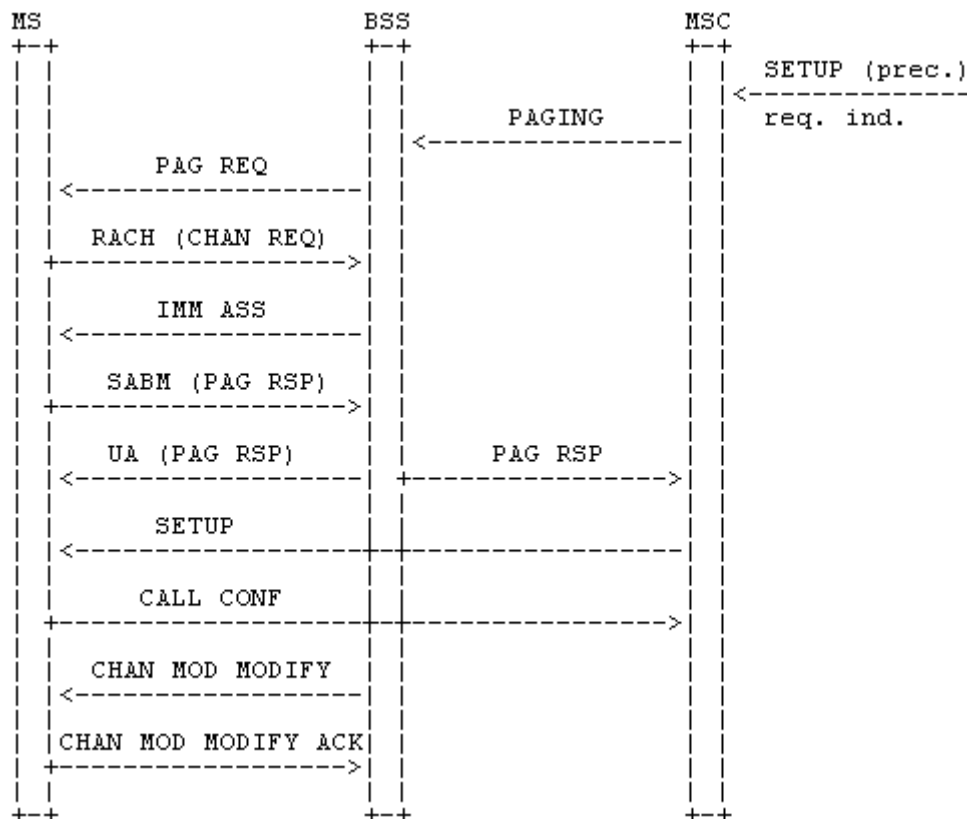 MS BSS MSC
SETUP (prec.)
PAGING req. ind.
PAG REQ
RACH (CHAN REQ)
IMM ASS
SABM (PAG RSP)
UA (PAG RSP) PAG RSP
SETUP
CALL CONF
CHAN MOD MODIFY
CHAN MOD MODIFY ACK